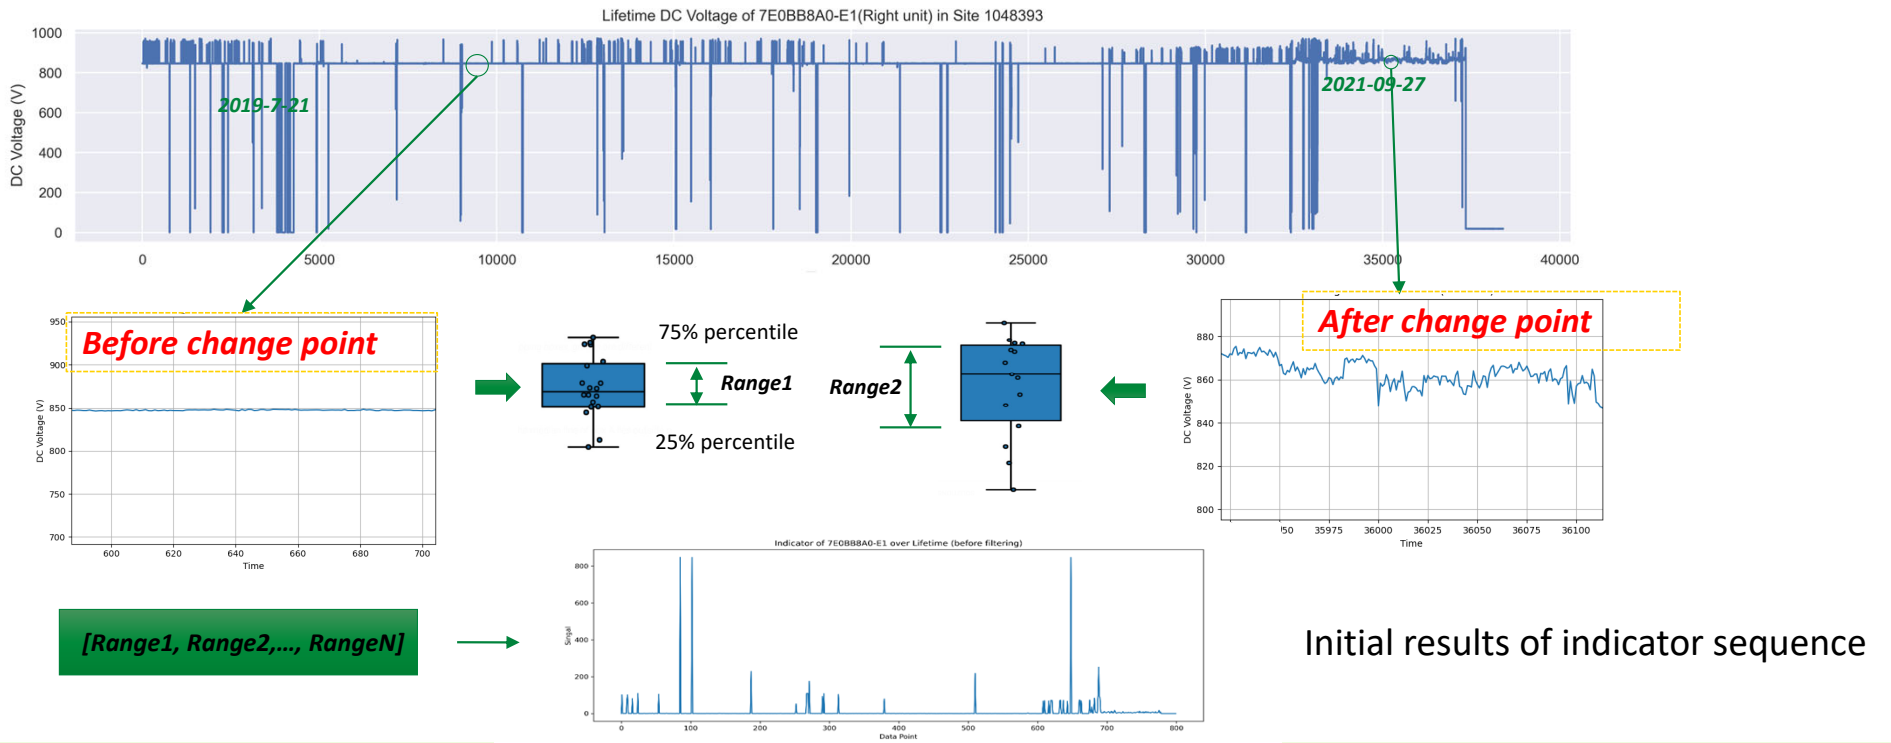 Lifetime DC Voltage of 7E0BB8A0-E1(Right unit) in Site 1048393
DC Voltage (V)
1000
800
600
400
200
0
2019-7-21
2021-09-27
0 5000 10000 15000 20000 25000 30000 35000 40000
Before change point
950
900
850
800
750
700
DC Voltage (V)
600 620 640 660 680 700
Time
75% percentile
Range1
25% percentile
Range2
After change point
880
860
840
820
800
DC Voltage (V)
50 35975 36000 36025 36050 36075 36100
Time
[Range1, Range2,..., RangeN]
Indicator of 7E0BB8A0-E1 over Lifetime (before filtering)
Singal
800
600
400
200
0
0 100 200 300 400 500 600 700 800
Data Point
Initial results of indicator sequence